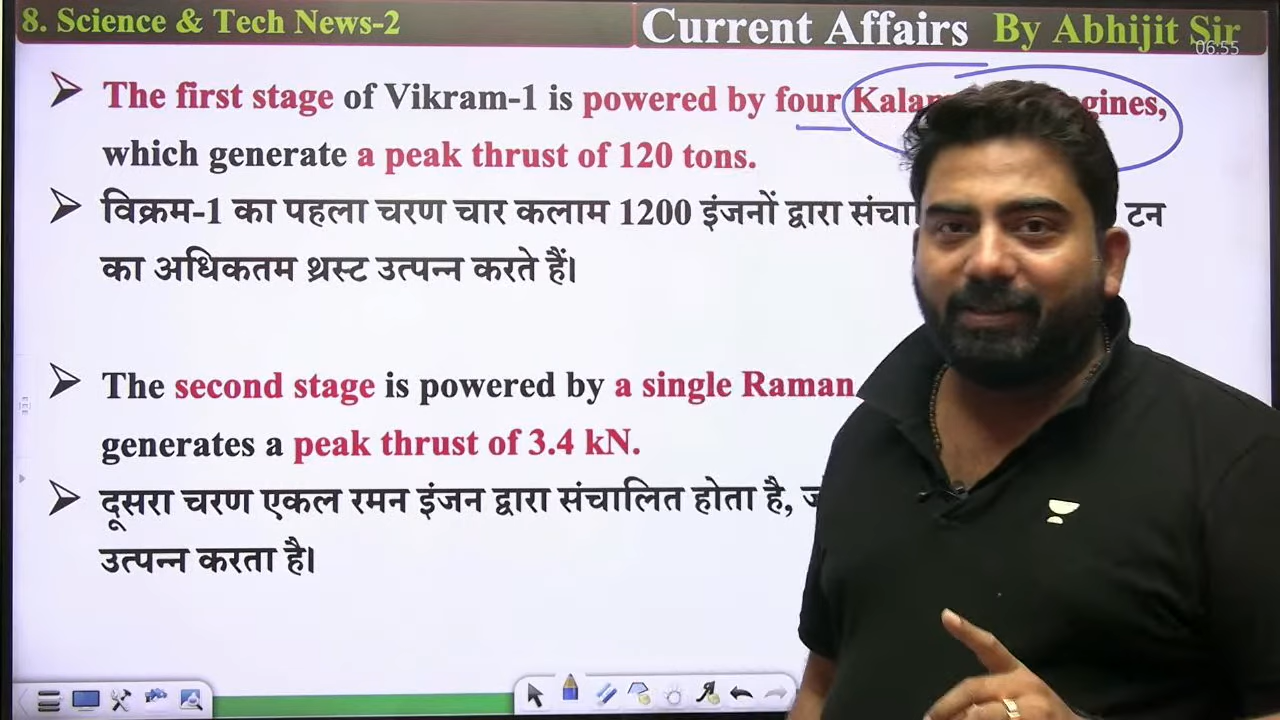 8. Science & Tech News-2
Current Affairs By Abhijit Sir
06:55
The first stage of Vikram-1 is powered by four
which generate a peak thrust of 120 tons.
विक्रम-1 का पहला चरण चार कलाम 1200 इंजनों द्वारा टन
का अधिकतम थ्रस्ट उत्पन्न करते हैं।
The second stage is powered by a single Raman
generates a peak thrust of 3.4 kN.
दूसरा चरण एकल रमन इंजन द्वारा संचालित होता है,
उत्पन्न करता है।